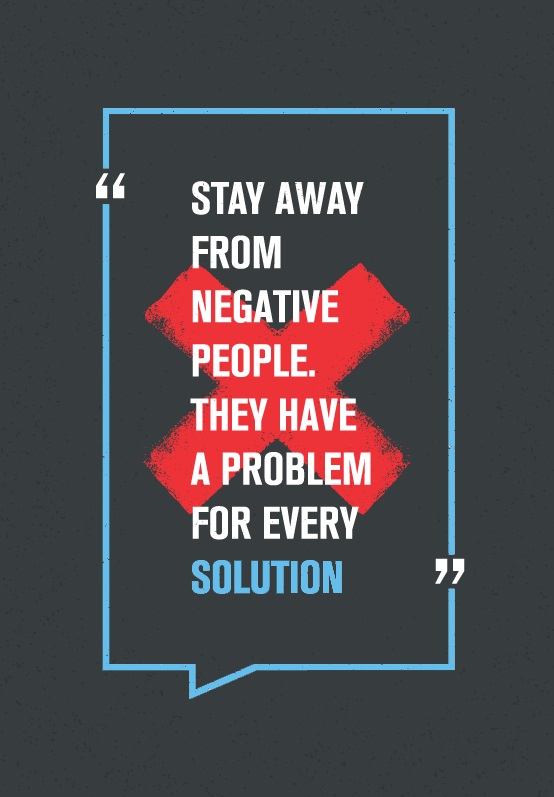 “
STAY AWAY
FROM
NEGATIVE
PEOPLE.
THEY HAVE
A PROBLEM
FOR EVERY
SOLUTION
”